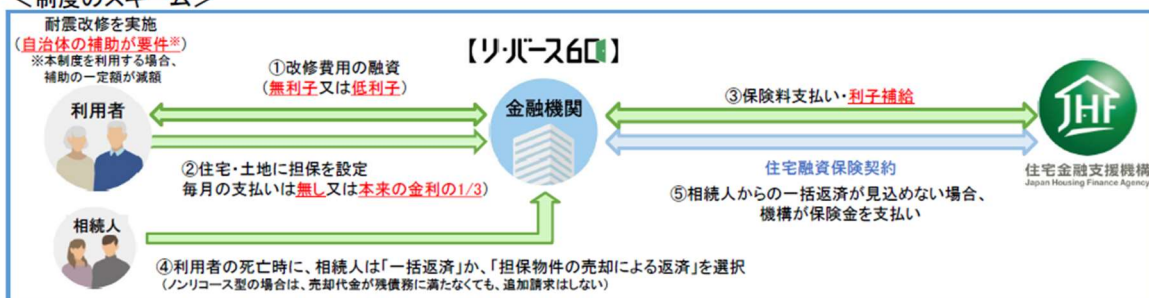 ＜制度のスキーム＞
耐震改修を実施
（自治体の補助が要件※）
※本制度を利用する場合、
補助の一定額が減額
利用者
①改修費用の融資
（無利子又は低利子）
②住宅・土地に担保を設定
毎月の支払いは無し又は本来の金利の1/3）
【リ・バース60】
金融機関
③保険料支払い・利子補給
住宅融資保険契約
⑤相続人からの一括返済が見込めない場合、
機構が保険金を支払い
JHF
住宅金融支援機構
Japan Housing Finance Agency
相続人
④利用者の死亡時に、相続人は「一括返済」か、「担保物件の売却による返済」を選択
（ノンリコース型の場合は、売却代金が残債務に満たなくても、追加請求はしない）